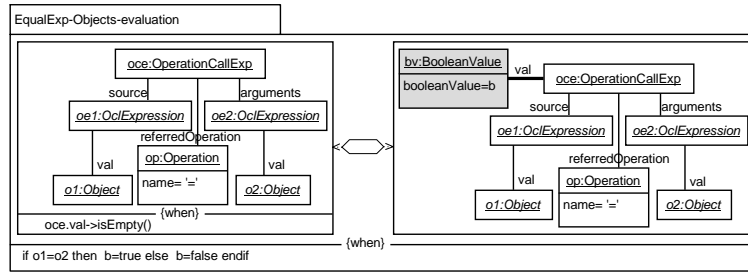 EqualExp-Objects-evaluation
oce:OperationCallExp
source
arguments
oe1:OclExpression
oe2:OclExpression
referredOperation
val
op:Operation
val
o1:Object
name= '='
o2:Object
{when}
oce.val->isEmpty()
bv:BooleanValue
val
booleanValue=b
oce:OperationCallExp
source
arguments
oe1:OclExpression
oe2:OclExpression
referredOperation
val
op:Operation
val
o1:Object
name= '='
o2:Object
{when}
if o1=o2 then b=true else b=false endif